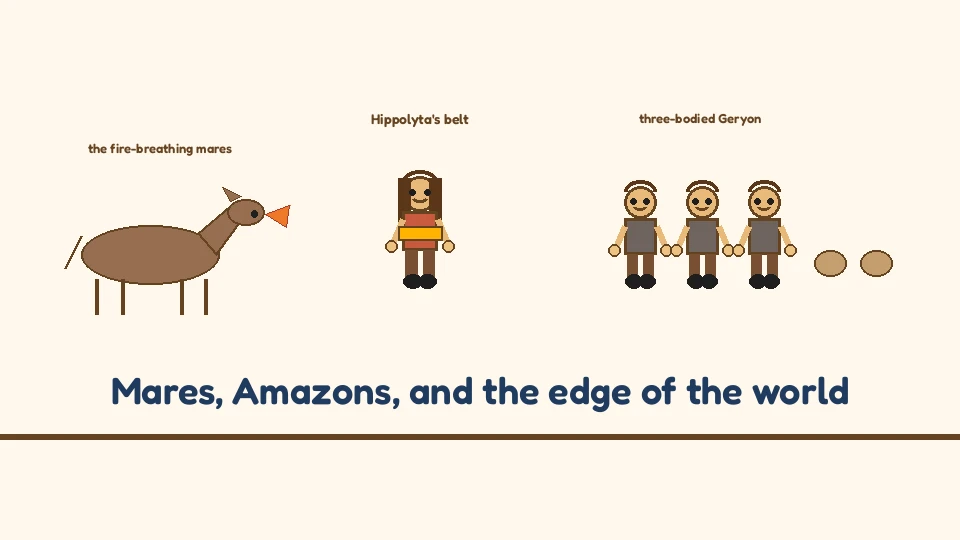 the fire-breathing mares
Hippolyta's belt
three-bodied Geryon
Mares, Amazons, and the edge of the world